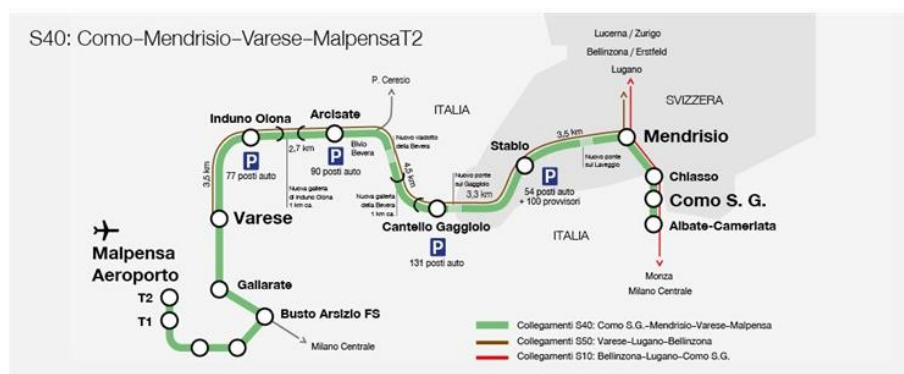 S40: Como-Mendrisio-Varese-MalpensaT2
Lucerna / Zurigo
Bellinzona / Erstfeld
Lugano
P. Ceresio
ITALIA
SVIZZERA
Induno Olona
Arcisate
3,5 km
2,7 km
P
77 posti auto
P
90 posti auto
Bivio
Bevera
Nuovo viadotto
della Bevera
4,5 km
Nuova galleria
di Induno Olona
1 km ca.
Nuova galleria
della Bevera
1 km ca.
Nuovo ponte
sul Gaggiolo
3,3 km
Stabio
3,5 km
Nuovo ponte
sul Laveggio
Mendrisio
P
54 posti auto
+ 100 provvisori
Chiasso
Como S. G.
Albate-Camerlata
Varese
Cantello Gaggiolo
P
131 posti auto
ITALIA
Malpensa
Aeroporto
T2
T1
Gallarate
Busto Arsizio FS
Milano Centrale
Monza
Milano Centrale
Collegamenti S40: Como S.G.-Mendrisio-Varese-Malpensa
Collegamenti S50: Varese-Lugano-Bellinzona
Collegamenti S10: Bellinzona-Lugano-Como S.G.